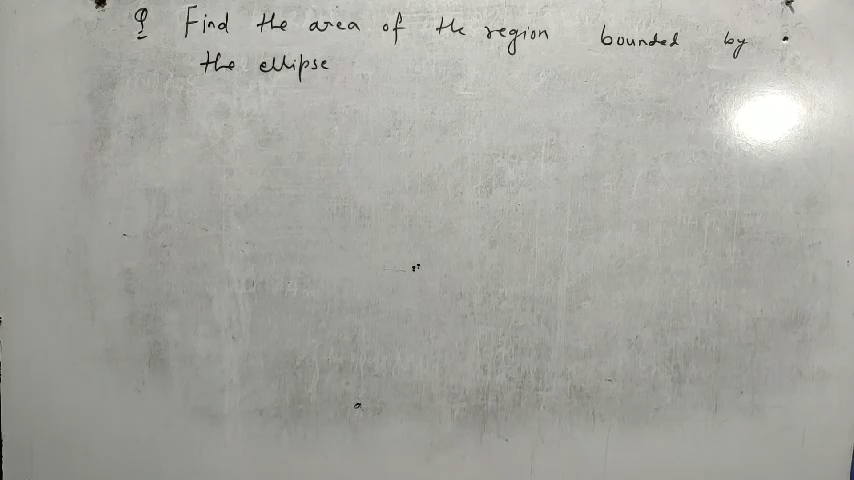 Q Find the area of the region bounded by
the ellipse